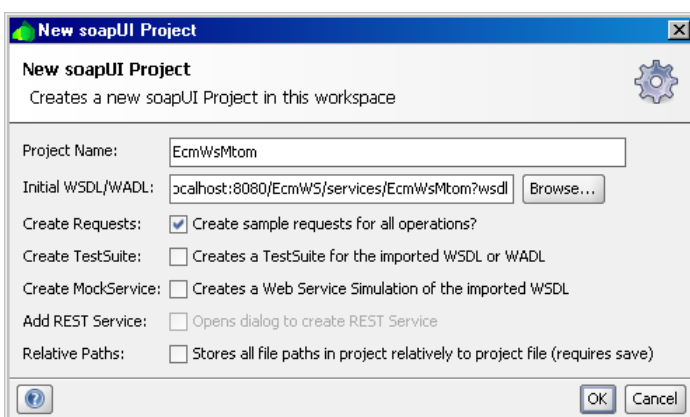 New soapUI Project
New soapUI Project
Creates a new soapUI Project in this workspace
Project Name: EcmWsMtom
Initial WSDL/WADL: ocalhost:8080/EcmWS/services/EcmWsMtom?wsdl Browse...
Create Requests: Create sample requests for all operations?
Create TestSuite: Creates a TestSuite for the imported WSDL or WADL
Create MockService: Creates a Web Service Simulation of the imported WSDL
Add REST Service: Opens dialog to create REST Service
Relative Paths: Stores all file paths in project relatively to project file (requires save)
? OK Cancel